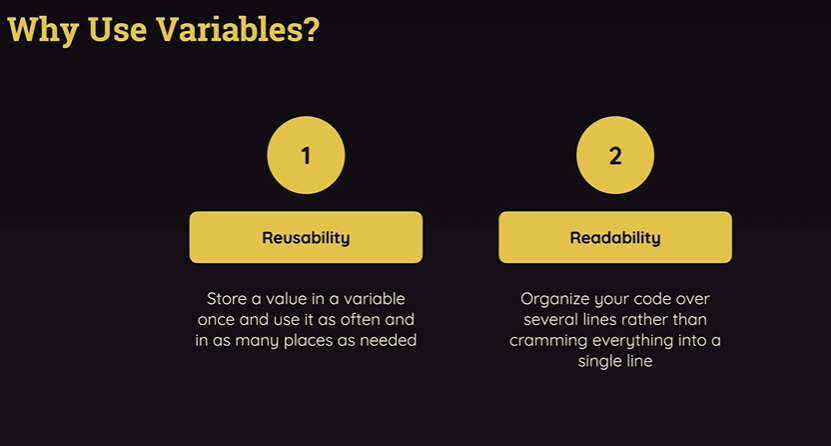 Why Use Variables?
1
Reusability
Store a value in a variable
once and use it as often and
in as many places as needed
2
Readability
Organize your code over
several lines rather than
cramming everything into a
single line